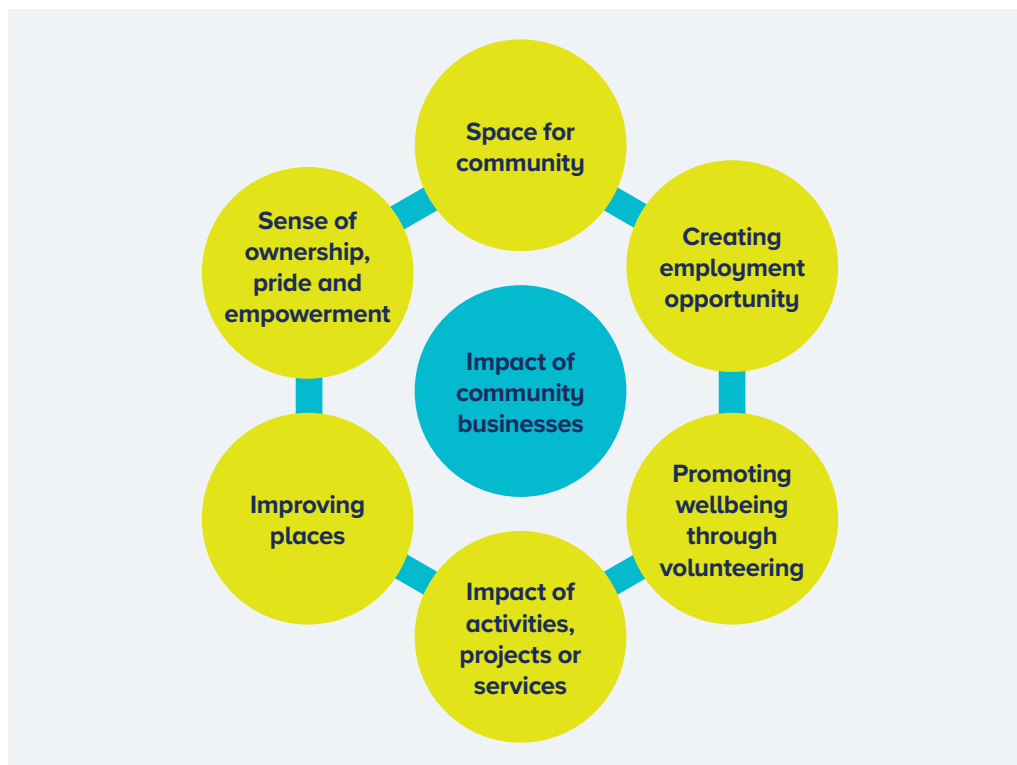 Space for
community
Sense of
ownership,
pride and
empowerment
Creating
employment
opportunity
Impact of
community
businesses
Improving
places
Promoting
wellbeing
through
volunteering
Impact of
activities,
projects or
services